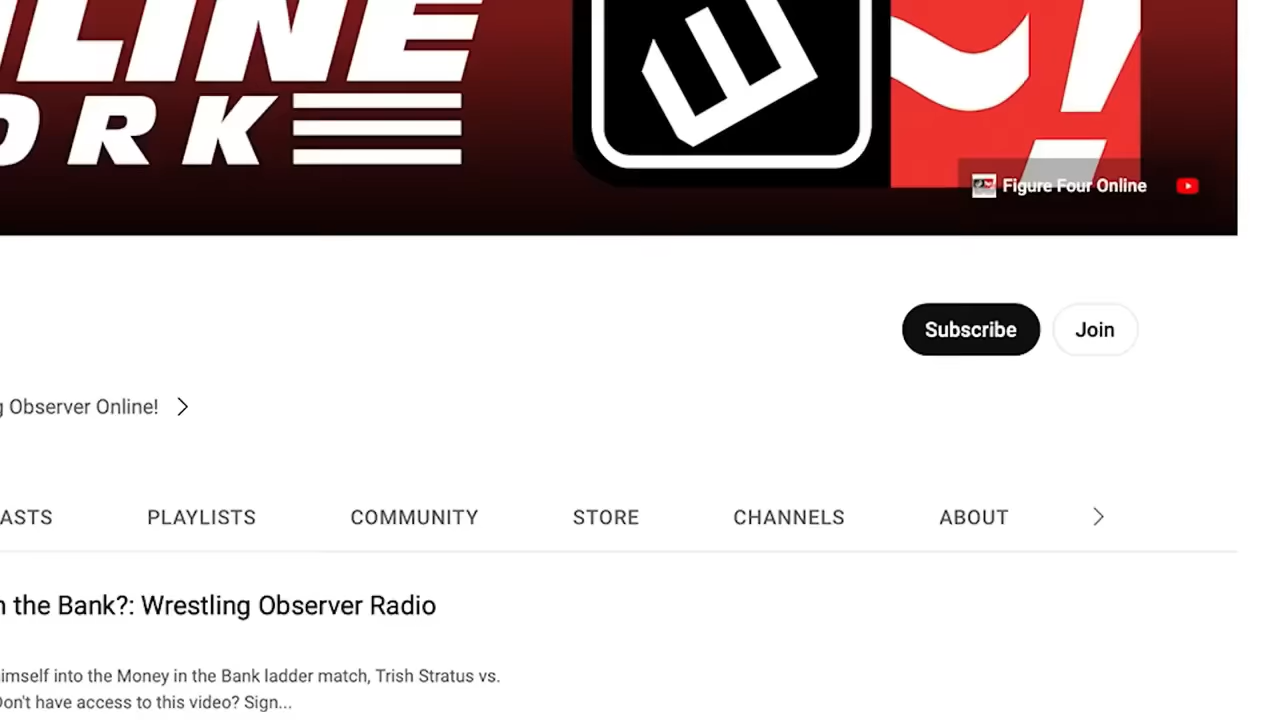 LINE
ORK
Figure Four Online
Subscribe
Join
g Observer Online!
ASTS
PLAYLISTS
COMMUNITY
STORE
CHANNELS
ABOUT
n the Bank?: Wrestling Observer Radio
imself into the Money in the Bank ladder match, Trish Stratus vs.
Don't have access to this video? Sign...